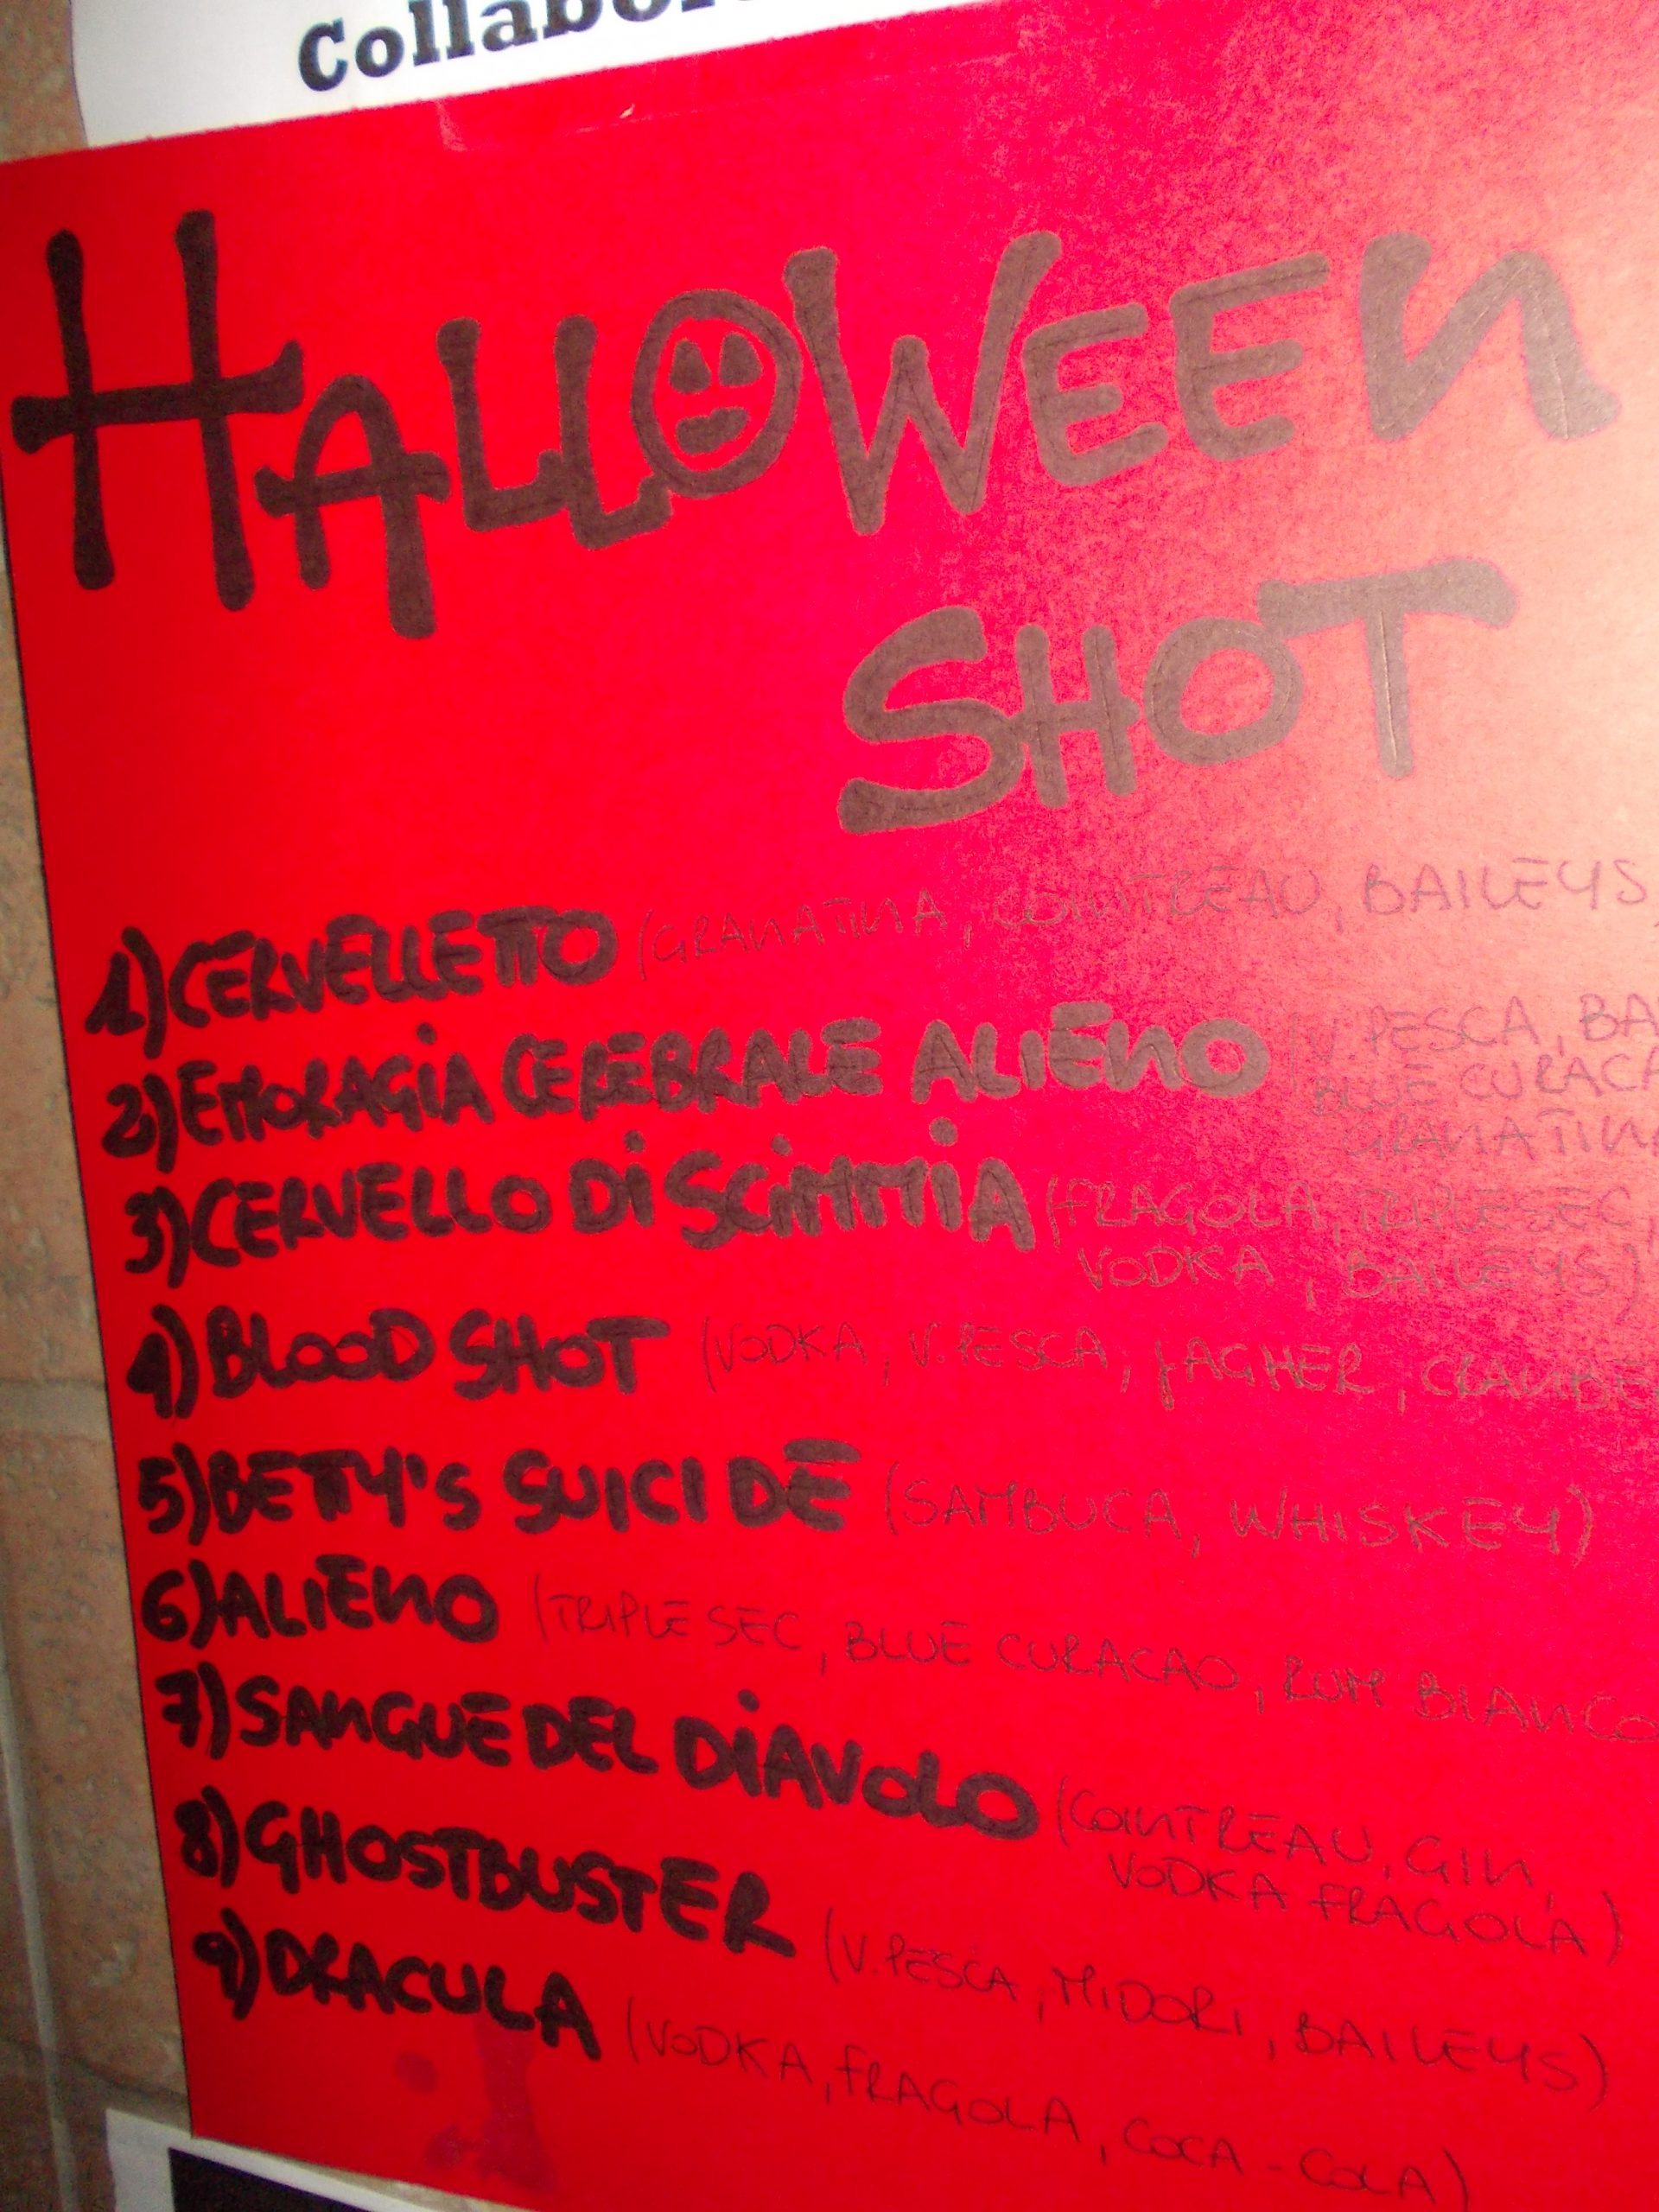 HALLOWEEN
SHOT
1) CERVELLETTO (GRANATINA, COINTREAU, BAILEYS
2) EMORAGIA CEREBRALE ALIENO (V. PESCA,
BLUE
GRANATINA
3) CERVELLO DI SCIMMIA (FRAGOLA, TRIPLE SEC,
VODKA, BAILEYS)
4) BLOOD SHOT (VODKA, V. PESCA, JAGHER,
5) BETTY'S SUICIDE (SAMBUCA, WHISKEY)
6) ALIENO (TRIPLE SEC, BLUE CURACAO, RUM BIANCO
7) SANGUE DEL DIAVOLO (COINTREAU, GIN,
VODKA FRAGOLA)
8) GHOSTBUSTER (V. PESCA, MIDORI, BAILEYS)
9) DRACULA (VODKA, FRAGOLA, COCA-COLA)